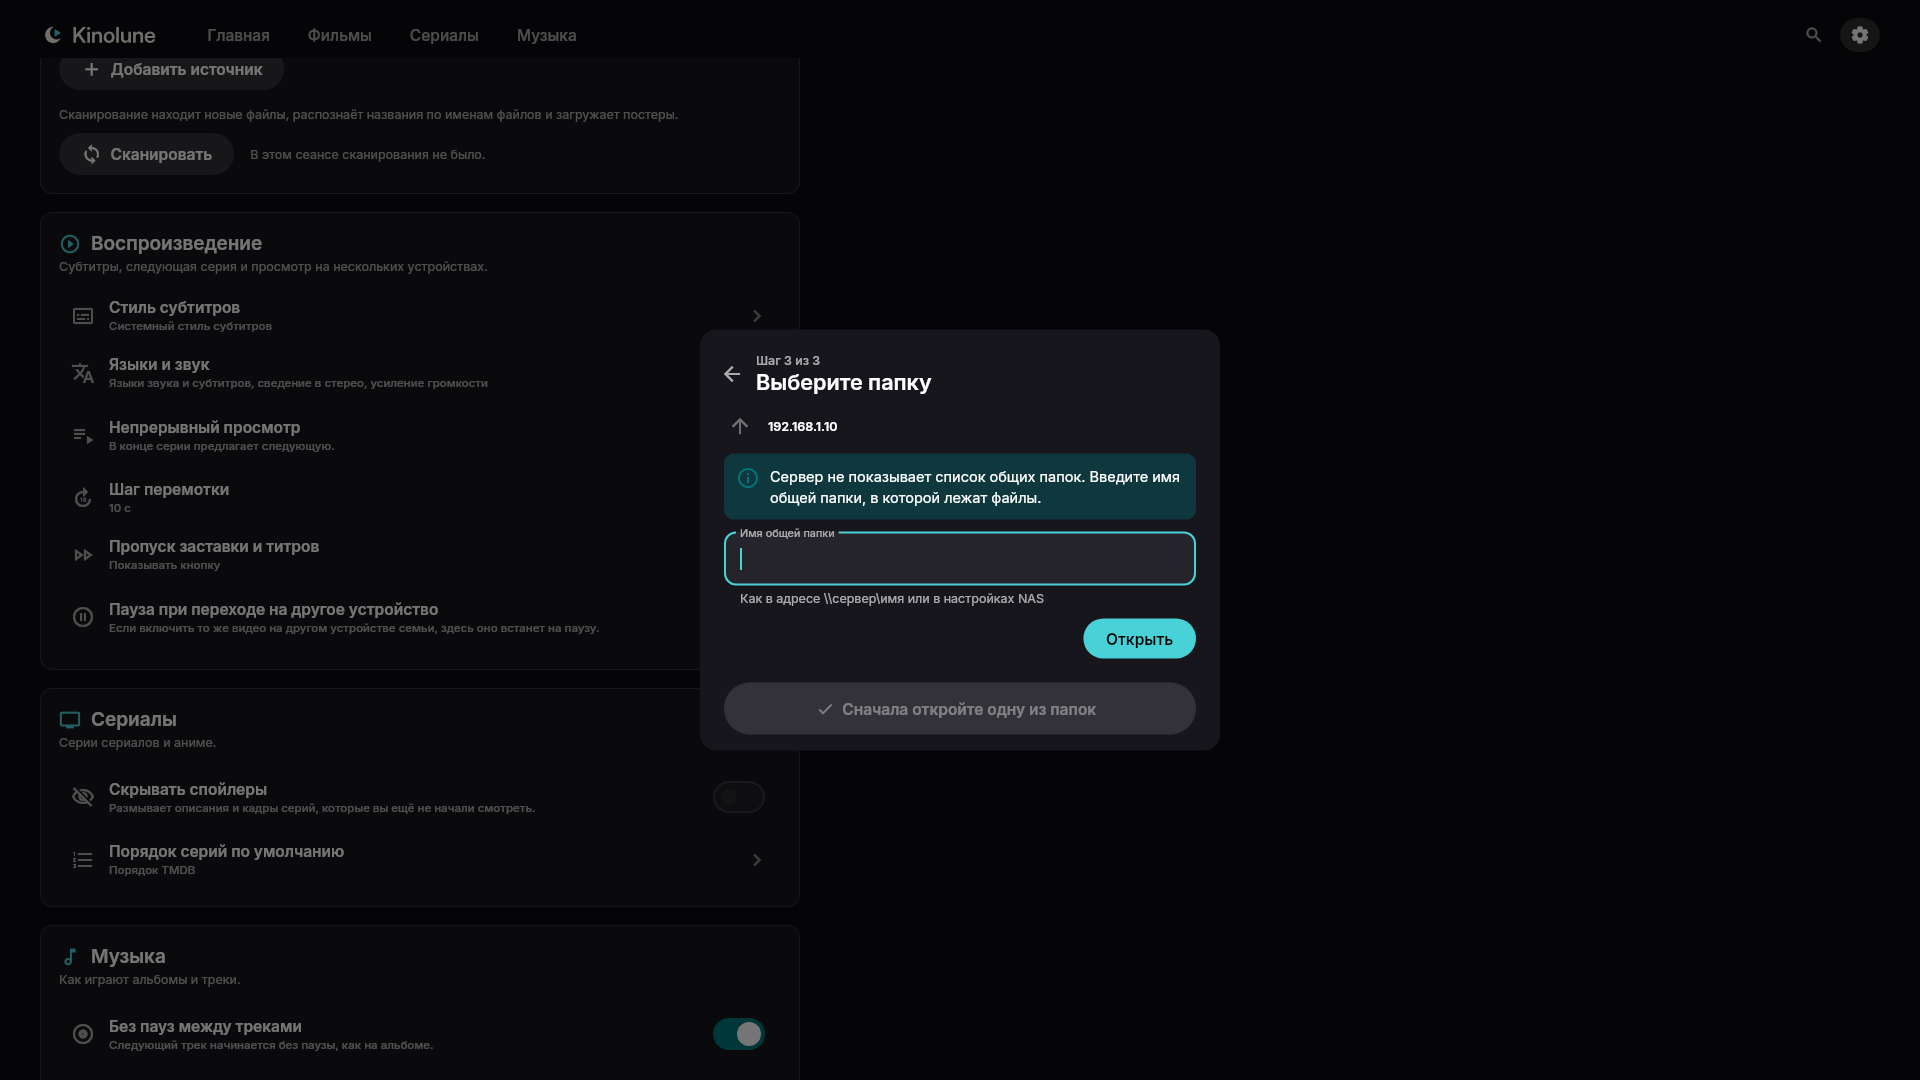 Kinolune
Главная
Фильмы
Сериалы
Музыка
Добавить источник
Сканирование находит новые файлы, распознаёт названия по именам файлов и загружает постеры.
Сканировать
В этом сеансе сканирования не было.
Воспроизведение
Субтитры, следующая серия и просмотр на нескольких устройствах.
Стиль субтитров
Системный стиль субтитров
Языки и звук
Языки звука и субтитров, сведение в стерео, усиление громкости
Непрерывный просмотр
В конце серии предлагает следующую.
Шаг перемотки
10 с
Пропуск заставки и титров
Показывать кнопку
Пауза при переходе на другое устройство
Если включить то же видео на другом устройстве семьи, здесь оно встанет на паузу.
Сериалы
Серии сериалов и аниме.
Скрывать спойлеры
Размывает описания и кадры серий, которые вы ещё не начали смотреть.
Порядок серий по умолчанию
Порядок TMDB
Музыка
Как играют альбомы и треки.
Без пауз между треками
Следующий трек начинается без паузы, как на альбоме.
Шаг 3 из 3
Выберите папку
192.168.1.10
Сервер не показывает список общих папок. Введите имя
общей папки, в которой лежат файлы.
Имя общей папки
Как в адресе \\сервер\имя или в настройках NAS
Открыть
Сначала откройте одну из папок